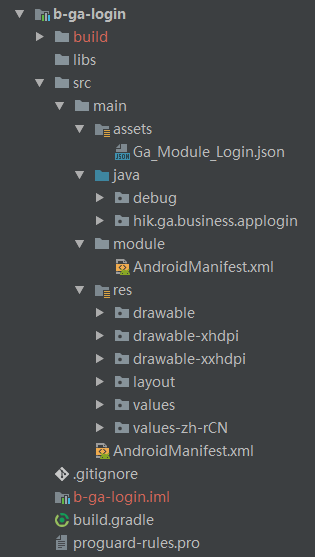 b-ga-login
build
libs
src
main
assets
Ga_Module_Login.json
java
debug
hik.ga.business.applogin
module
AndroidManifest.xml
res
drawable
drawable-xhdpi
drawable-xxhdpi
layout
values
values-zh-rCN
AndroidManifest.xml
.gitignore
b-ga-login.iml
build.gradle
proguard-rules.pro